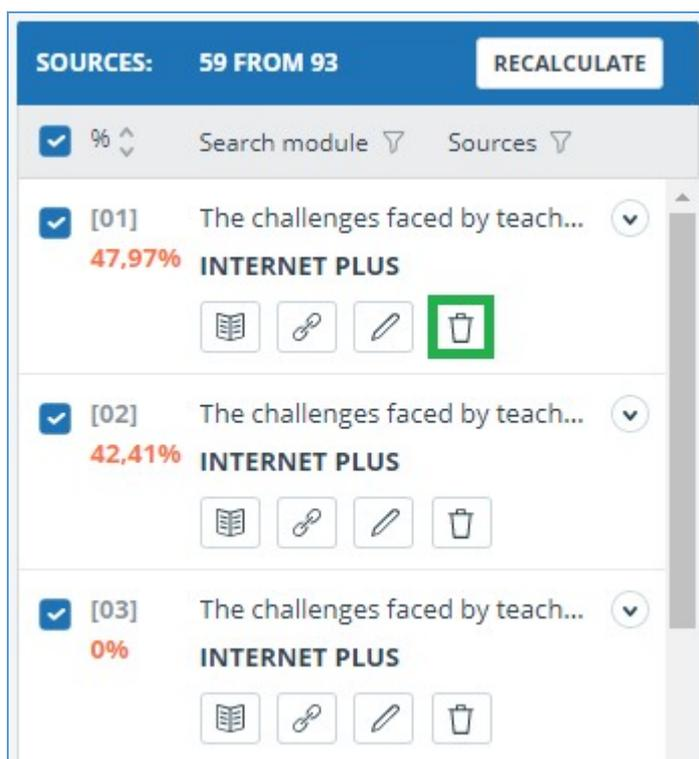 SOURCES: 59 FROM 93 RECALCULATE
% Search module Sources
[01] The challenges faced by teach...
47,97% INTERNET PLUS
[02] The challenges faced by teach...
42,41% INTERNET PLUS
[03] The challenges faced by teach...
0% INTERNET PLUS